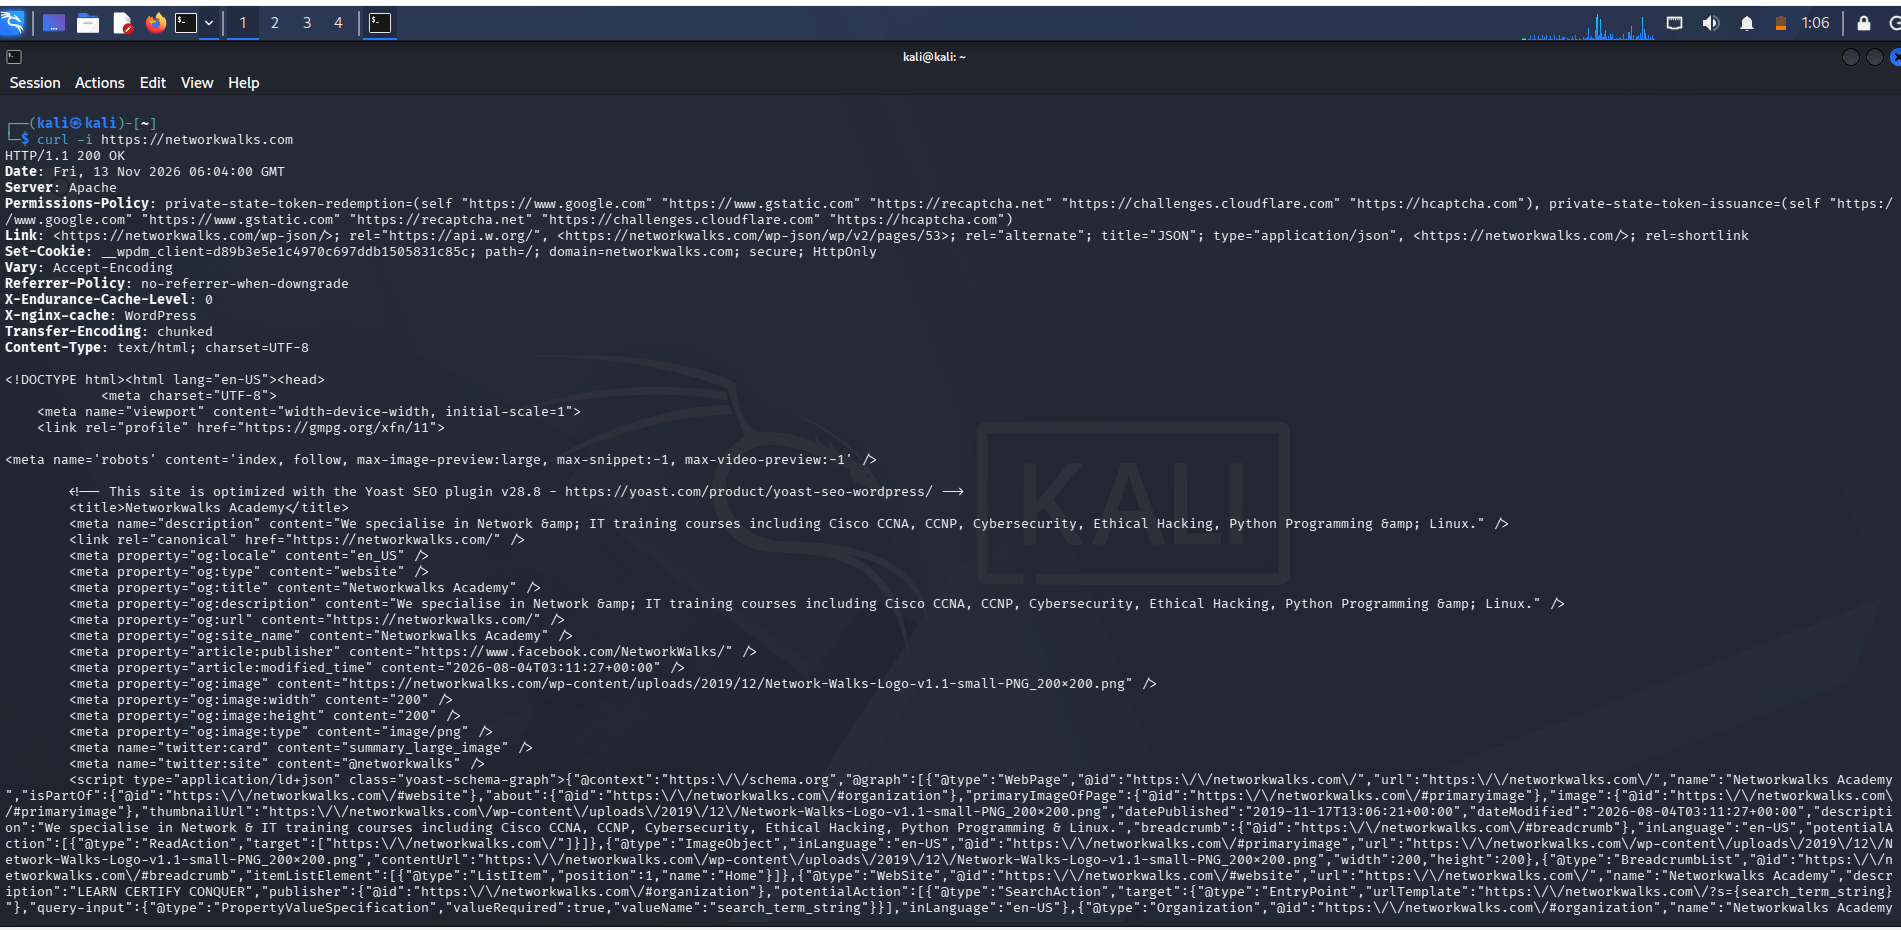 1 2 3 4 1:06
kali@kali: ~
Session Actions Edit View Help
┌──(kali㉿kali)-[~]
└─$ curl -i https://networkwalks.com
HTTP/1.1 200 OK
Date: Fri, 13 Nov 2026 06:04:00 GMT
Server: Apache
Permissions-Policy: private-state-token-redemption=(self "https://www.google.com" "https://www.gstatic.com" "https://recaptcha.net" "https://challenges.cloudflare.com" "https://hcaptcha.com"), private-state-token-issuance=(self "https:/
/www.google.com" "https://www.gstatic.com" "https://recaptcha.net" "https://challenges.cloudflare.com" "https://hcaptcha.com")
Link: <https://networkwalks.com/wp-json/>; rel="https://api.w.org/", <https://networkwalks.com/wp-json/wp/v2/pages/53>; rel="alternate"; title="JSON"; type="application/json", <https://networkwalks.com/>; rel=shortlink
Set-Cookie: __wpdm_client=d89b3e5e1c4970c697ddb1505831c85c; path=/; domain=networkwalks.com; secure; HttpOnly
Vary: Accept-Encoding
Referrer-Policy: no-referrer-when-downgrade
X-Endurance-Cache-Level: 0
X-nginx-cache: WordPress
Transfer-Encoding: chunked
Content-Type: text/html; charset=UTF-8
<!DOCTYPE html><html lang="en-US"><head>
<meta charset="UTF-8">
<meta name="viewport" content="width=device-width, initial-scale=1">
<link rel="profile" href="https://gmpg.org/xfn/11">
<meta name='robots' content='index, follow, max-image-preview:large, max-snippet:-1, max-video-preview:-1' />
<!-- This site is optimized with the Yoast SEO plugin v28.8 - https://yoast.com/product/yoast-seo-wordpress/ -->
<title>Networkwalks Academy</title>
<meta name="description" content="We specialise in Network &amp; IT training courses including Cisco CCNA, CCNP, Cybersecurity, Ethical Hacking, Python Programming &amp; Linux." />
<link rel="canonical" href="https://networkwalks.com/" />
<meta property="og:locale" content="en_US" />
<meta property="og:type" content="website" />
<meta property="og:title" content="Networkwalks Academy" />
<meta property="og:description" content="We specialise in Network &amp; IT training courses including Cisco CCNA, CCNP, Cybersecurity, Ethical Hacking, Python Programming &amp; Linux." />
<meta property="og:url" content="https://networkwalks.com/" />
<meta property="og:site_name" content="Networkwalks Academy" />
<meta property="article:publisher" content="https://www.facebook.com/NetworkWalks/" />
<meta property="article:modified_time" content="2026-08-04T03:11:27+00:00" />
<meta property="og:image" content="https://networkwalks.com/wp-content/uploads/2019/12/Network-Walks-Logo-v1.1-small-PNG_200×200.png" />
<meta property="og:image:width" content="200" />
<meta property="og:image:height" content="200" />
<meta property="og:image:type" content="image/png" />
<meta name="twitter:card" content="summary_large_image" />
<meta name="twitter:site" content="@networkwalks" />
<script type="application/ld+json" class="yoast-schema-graph">{"@context":"https:\/\/schema.org","@graph":[{"@type":"WebPage","@id":"https:\/\/networkwalks.com\/","url":"https:\/\/networkwalks.com\/","name":"Networkwalks Academy
","isPartOf":{"@id":"https:\/\/networkwalks.com\/#website"},"about":{"@id":"https:\/\/networkwalks.com\/#organization"},"primaryImageOfPage":{"@id":"https:\/\/networkwalks.com\/#primaryimage"},"image":{"@id":"https:\/\/networkwalks.com\
/#primaryimage"},"thumbnailUrl":"https:\/\/networkwalks.com\/wp-content\/uploads\/2019\/12\/Network-Walks-Logo-v1.1-small-PNG_200×200.png","datePublished":"2019-11-17T13:06:21+00:00","dateModified":"2026-08-04T03:11:27+00:00","descripti
on":"We specialise in Network & IT training courses including Cisco CCNA, CCNP, Cybersecurity, Ethical Hacking, Python Programming & Linux.","breadcrumb":{"@id":"https:\/\/networkwalks.com\/#breadcrumb"},"inLanguage":"en-US","potentialA
ction":[{"@type":"ReadAction","target":["https:\/\/networkwalks.com\/"]}]},{"@type":"ImageObject","inLanguage":"en-US","@id":"https:\/\/networkwalks.com\/#primaryimage","url":"https:\/\/networkwalks.com\/wp-content\/uploads\/2019\/12\/N
etwork-Walks-Logo-v1.1-small-PNG_200×200.png","contentUrl":"https:\/\/networkwalks.com\/wp-content\/uploads\/2019\/12\/Network-Walks-Logo-v1.1-small-PNG_200×200.png","width":200,"height":200},{"@type":"BreadcrumbList","@id":"https:\/\/n
etworkwalks.com\/#breadcrumb","itemListElement":[{"@type":"ListItem","position":1,"name":"Home"}]},{"@type":"WebSite","@id":"https:\/\/networkwalks.com\/#website","url":"https:\/\/networkwalks.com\/","name":"Networkwalks Academy","descr
iption":"LEARN CERTIFY CONQUER","publisher":{"@id":"https:\/\/networkwalks.com\/#organization"},"potentialAction":[{"@type":"SearchAction","target":{"@type":"EntryPoint","urlTemplate":"https:\/\/networkwalks.com\/?s={search_term_string}
"},"query-input":{"@type":"PropertyValueSpecification","valueRequired":true,"valueName":"search_term_string"}}],"inLanguage":"en-US"},{"@type":"Organization","@id":"https:\/\/networkwalks.com\/#organization","name":"Networkwalks Academy
KALI